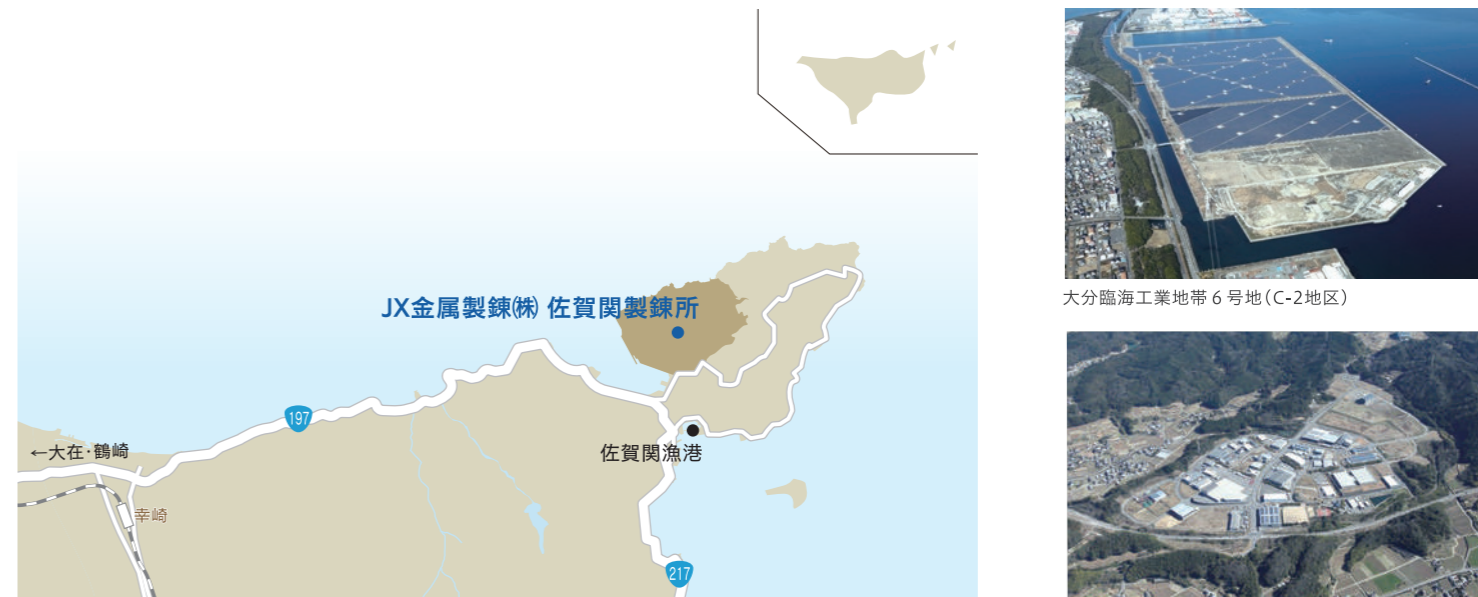 JX金属製錬㈱ 佐賀関製錬所
197
←大在・鶴崎
佐賀関漁港
幸崎
217
大分臨海工業地帯６号地(C-2地区)